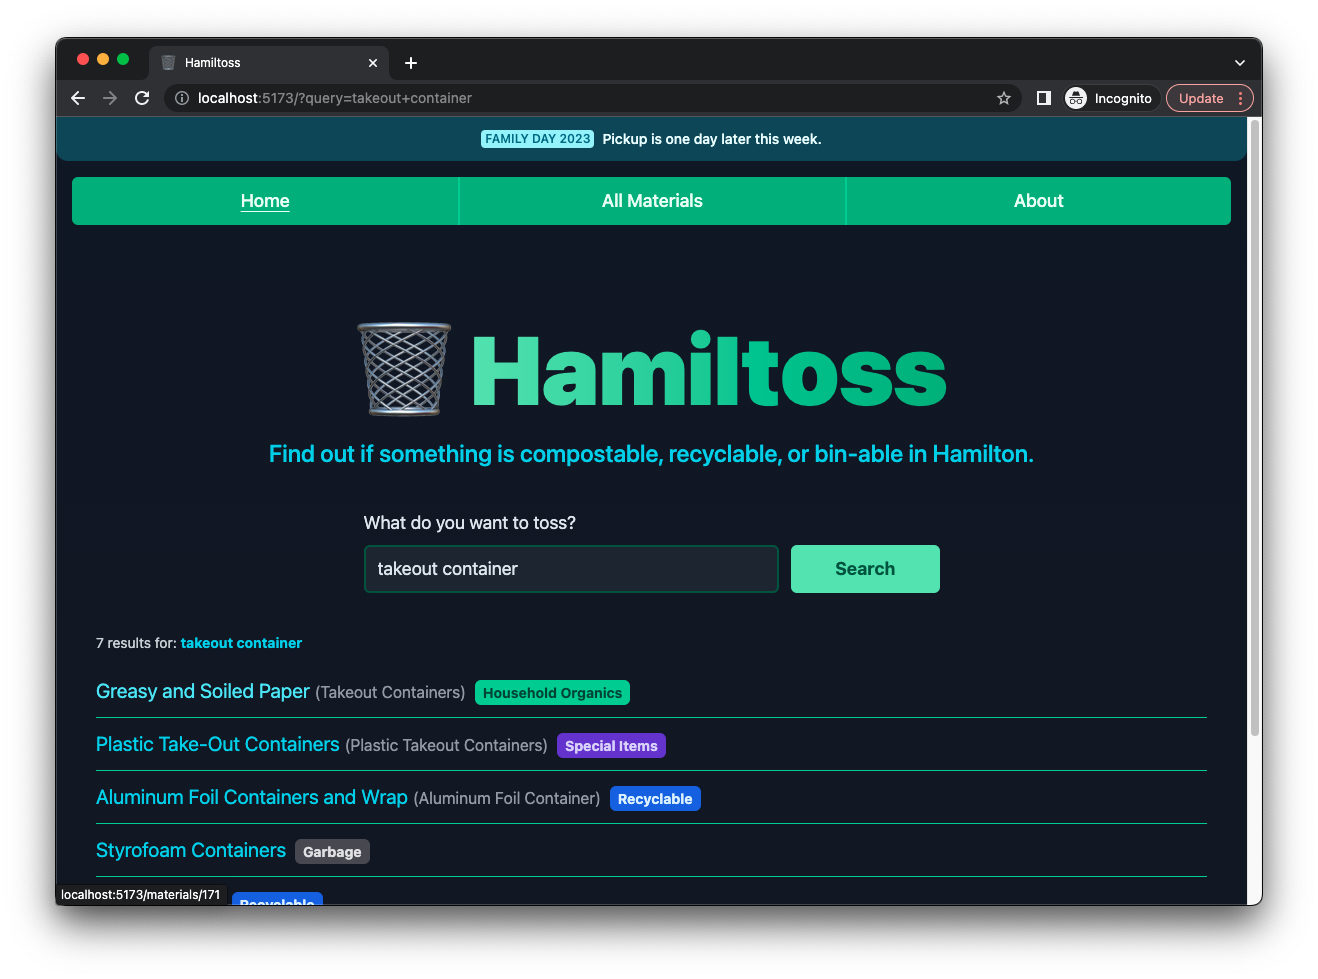 Hamiltoss
localhost:5173/?query=takeout+container
Incognito
Update
FAMILY DAY 2023 Pickup is one day later this week.
Home
All Materials
About
Hamiltoss
Find out if something is compostable, recyclable, or bin-able in Hamilton.
What do you want to toss?
takeout container
Search
7 results for: takeout container
Greasy and Soiled Paper (Takeout Containers) Household Organics
Plastic Take-Out Containers (Plastic Takeout Containers) Special Items
Aluminum Foil Containers and Wrap (Aluminum Foil Container) Recyclable
Styrofoam Containers Garbage
localhost:5173/materials/171
Recyclable